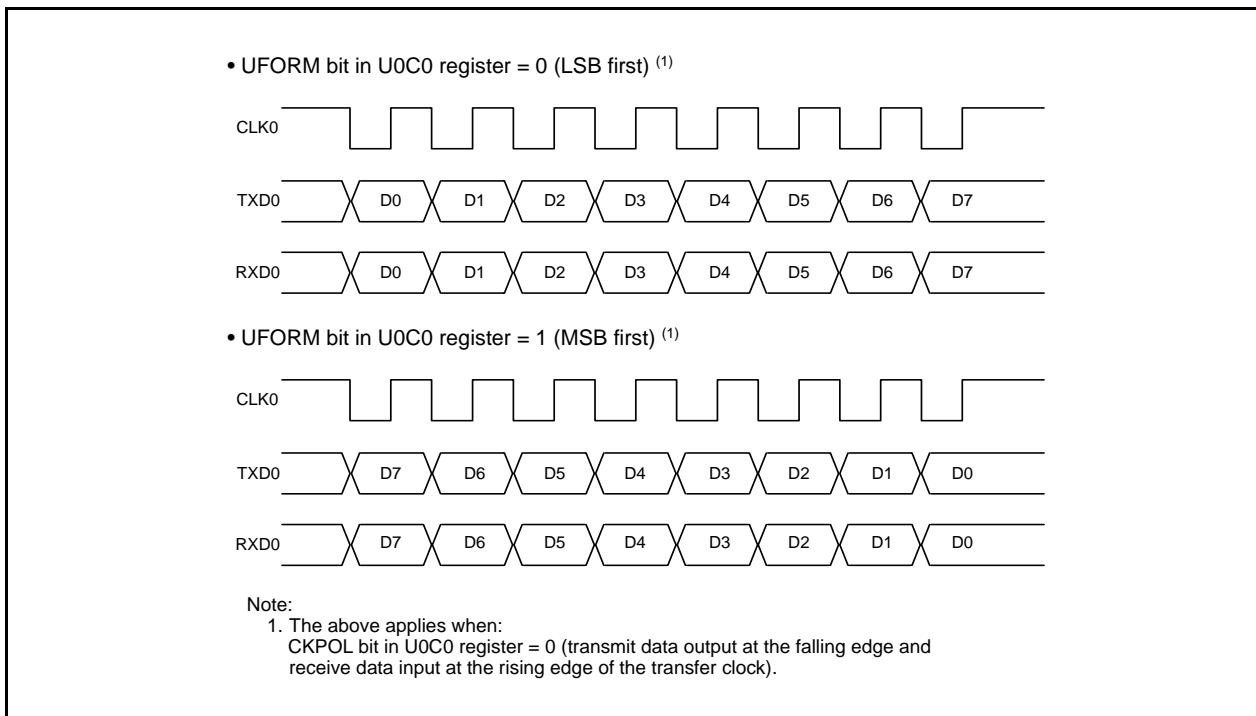 • UFORM bit in U0C0 register = 0 (LSB first) (1)
CLK0
TXD0 D0 D1 D2 D3 D4 D5 D6 D7
RXD0 D0 D1 D2 D3 D4 D5 D6 D7
• UFORM bit in U0C0 register = 1 (MSB first) (1)
CLK0
TXD0 D7 D6 D5 D4 D3 D2 D1 D0
RXD0 D7 D6 D5 D4 D3 D2 D1 D0
Note:
1. The above applies when:
CKPOL bit in U0C0 register = 0 (transmit data output at the falling edge and
receive data input at the rising edge of the transfer clock).